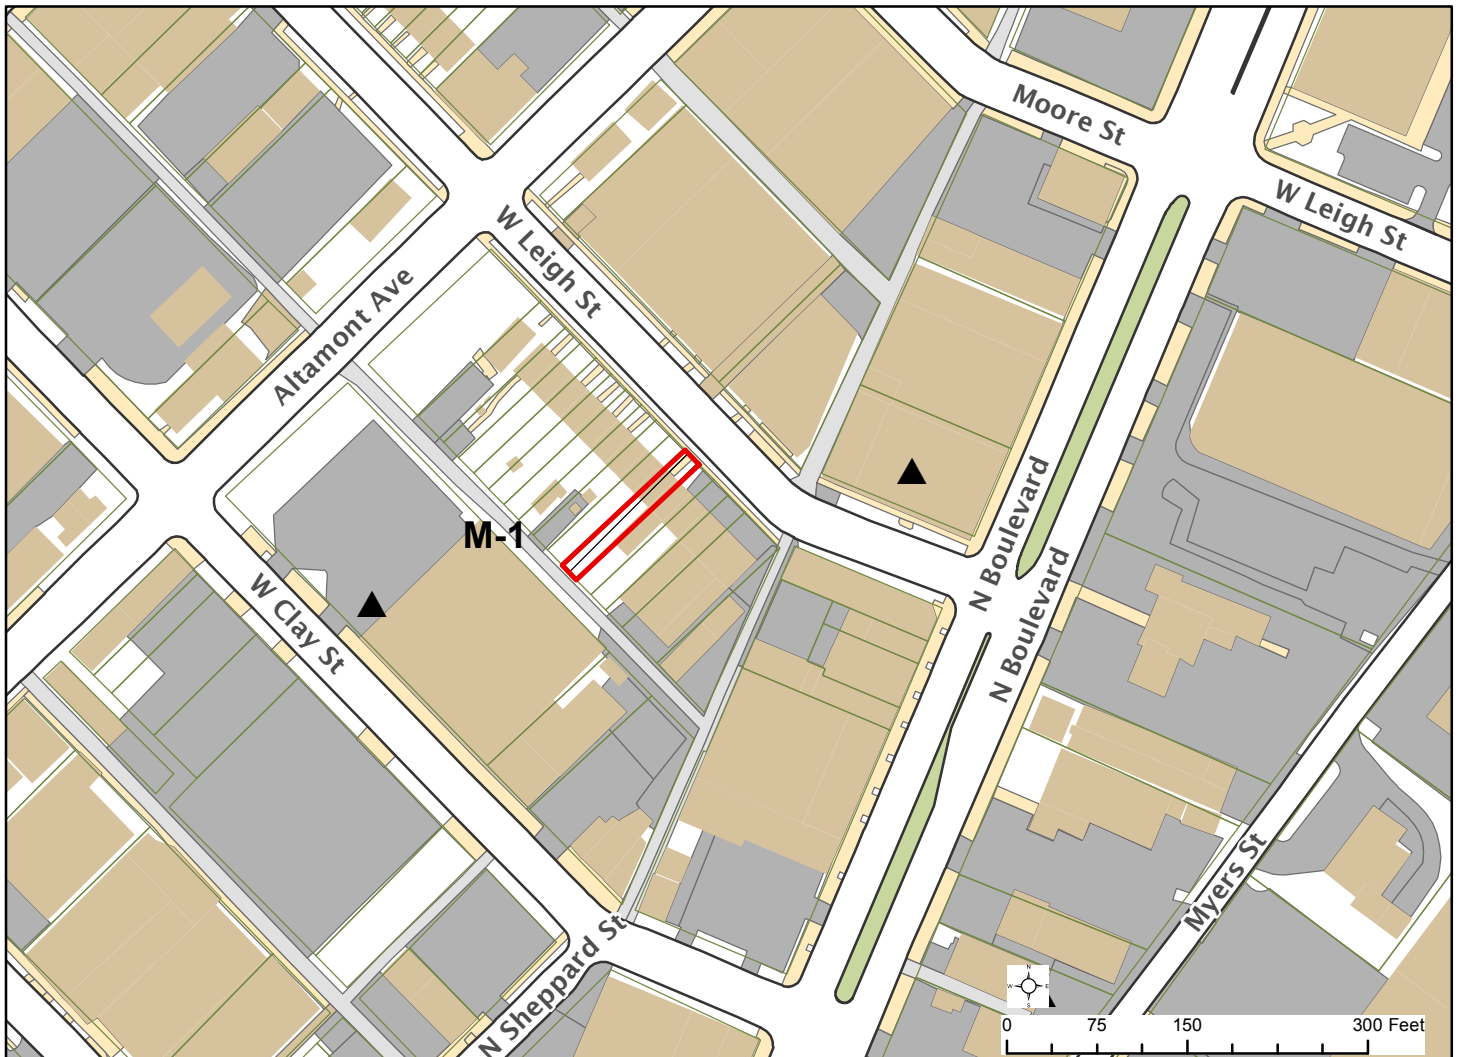 Moore St
W Leigh St
W Leigh St
Altamont Ave
N Boulevard
M-1
N Boulevard
W Clay St
Myers St
N Sheppard St
N
W E
S
0 75 150 300 Feet